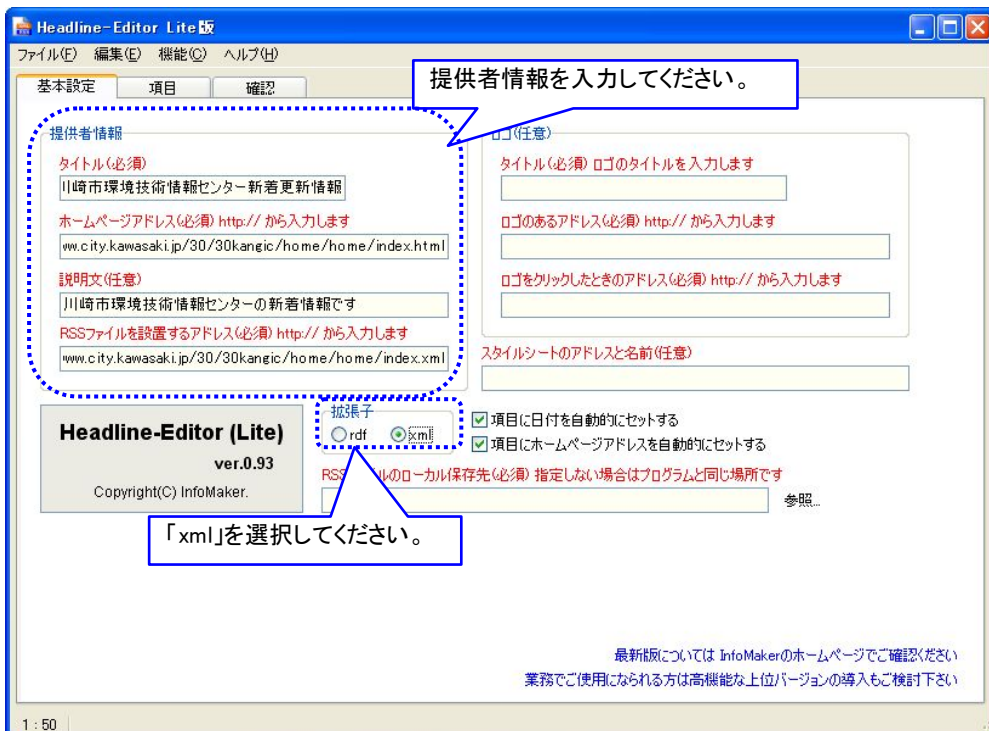 Headline-Editor Lite版
ファイル(F) 編集(E) 機能(C) ヘルプ(H)
基本設定 項目 確認
提供者情報を入力してください。
提供者情報
タイトル(必須)
川崎市環境技術情報センター新着更新情報
ホームページアドレス(必須) http:// から入力します
ww.city.kawasaki.jp/30/30kangic/home/home/index.html
説明文(任意)
川崎市環境技術情報センターの新着情報です
RSSファイルを設置するアドレス(必須) http:// から入力します
www.city.kawasaki.jp/30/30kangic/home/home/index.xml
ロゴ(任意)
タイトル(必須) ロゴのタイトルを入力します
ロゴのあるアドレス(必須) http:// から入力します
ロゴをクリックしたときのアドレス(必須) http:// から入力します
スタイルシートのアドレスと名前(任意)
Headline-Editor (Lite)
ver.0.93
Copyright(C) InfoMaker.
拡張子
rdf xml
項目に日付を自動的にセットする
項目にホームページアドレスを自動的にセットする
RSS ルのローカル保存先(必須) 指定しない場合はプログラムと同じ場所です
参照...
「xml」を選択してください。
最新版については InfoMakerのホームページでご確認ください
業務でご使用になられる方は高機能な上位バージョンの導入もご検討下さい
1 : 50